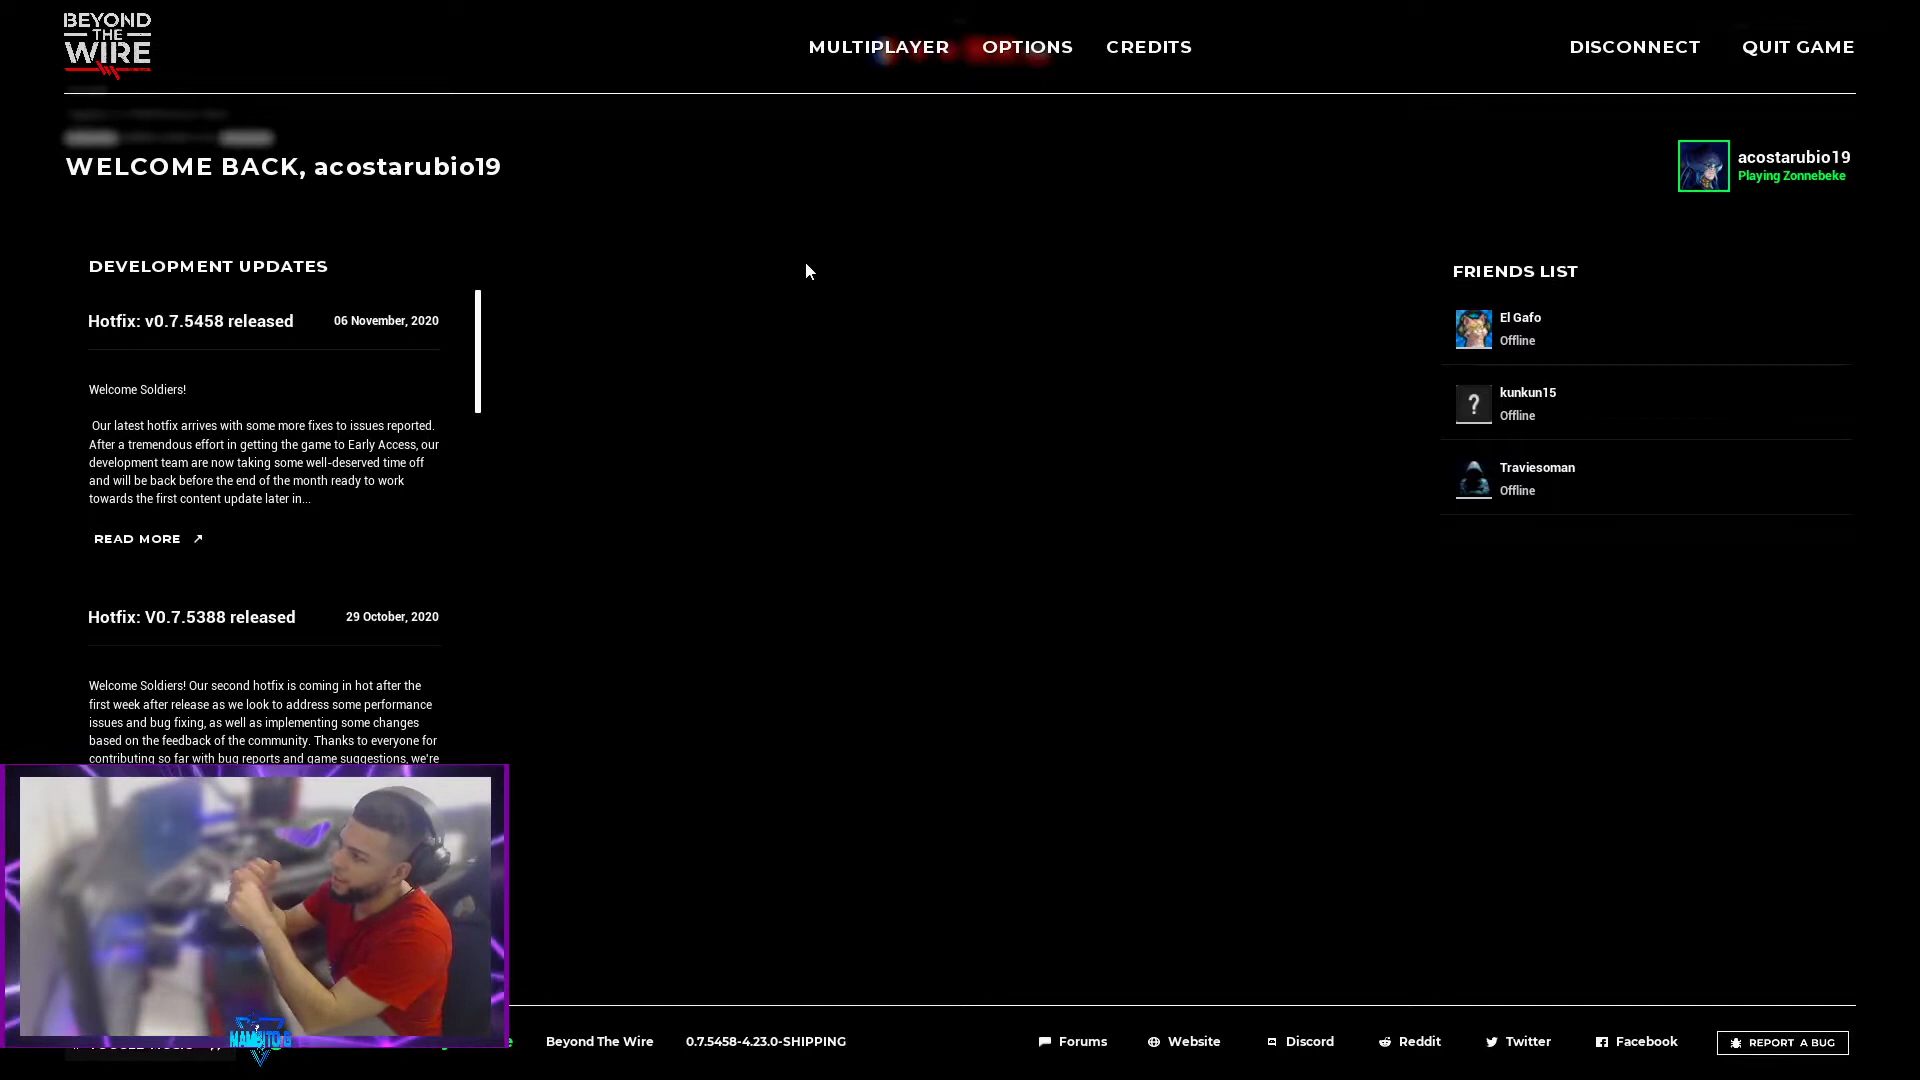 BEYOND
THE
WIRE
MULTIPLAYER
OPTIONS
CREDITS
DISCONNECT
QUIT GAME
WELCOME BACK, acostarubio19
acostarubio19
Playing Zonnebeke
DEVELOPMENT UPDATES
Hotfix: v0.7.5458 released
06 November, 2020
Welcome Soldiers!
Our latest hotfix arrives with some more fixes to issues reported.
After a tremendous effort in getting the game to Early Access, our
development team are now taking some well-deserved time off
and will be back before the end of the month ready to work
towards the first content update later in...
READ MORE
Hotfix: V0.7.5388 released
29 October, 2020
Welcome Soldiers! Our second hotfix is coming in hot after the
first week after release as we look to address some performance
issues and bug fixing, as well as implementing some changes
based on the feedback of the community. Thanks to everyone for
contributing so far with bug reports and game suggestions, we're
FRIENDS LIST
El Gafo
Offline
?
kunkun15
Offline
Traviesoman
Offline
Beyond The Wire
0.7.5458-4.23.0-SHIPPING
Forums
Website
Discord
Reddit
Twitter
Facebook
REPORT A BUG